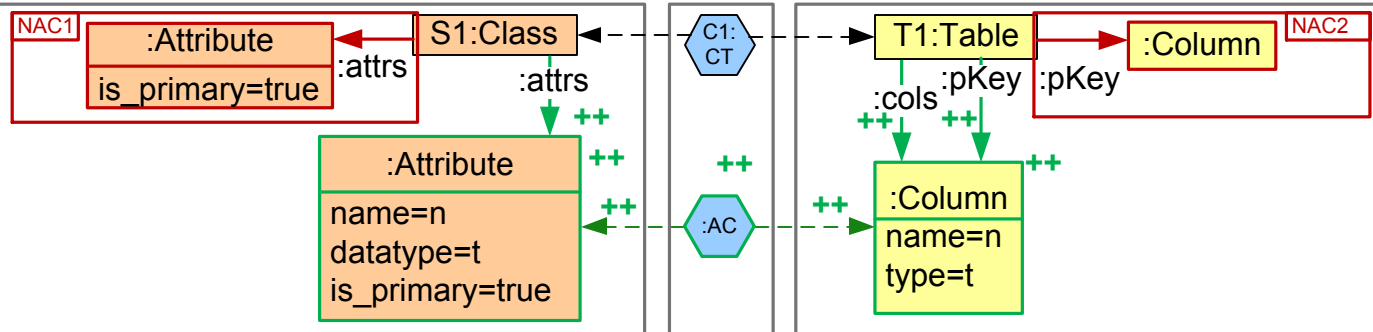 NAC1
:Attribute
is_primary=true
:attrs
S1:Class
:attrs
++
++
:Attribute
name=n
datatype=t
is_primary=true
++
C1:
CT
++
:AC
++
T1:Table
:cols
++
:pKey
++
++
:Column
name=n
type=t
:pKey
:Column
NAC2